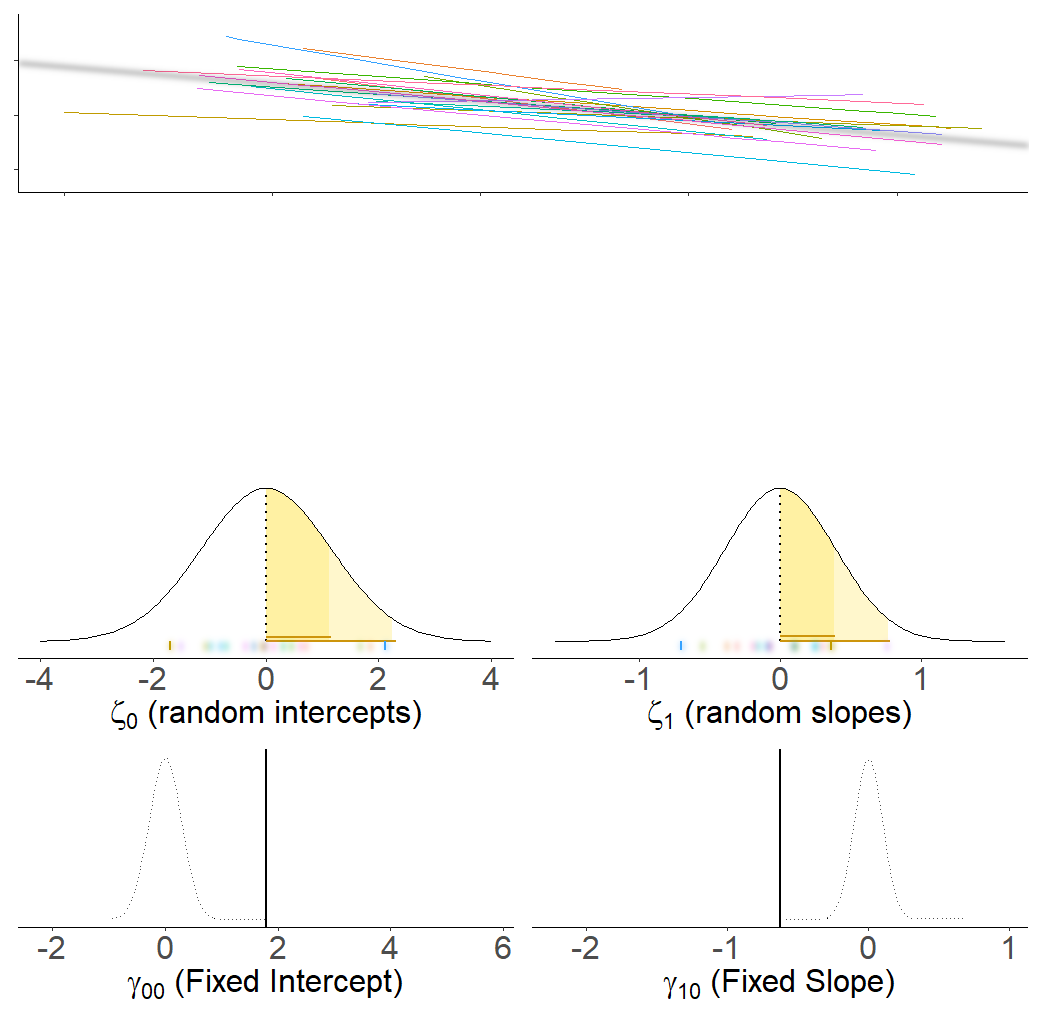 -4 -2 0 2 4
-1 0 1
ζ0 (random intercepts)
ζ1 (random slopes)
-2 0 2 4 6
-2 -1 0 1
γ00 (Fixed Intercept)
γ10 (Fixed Slope)